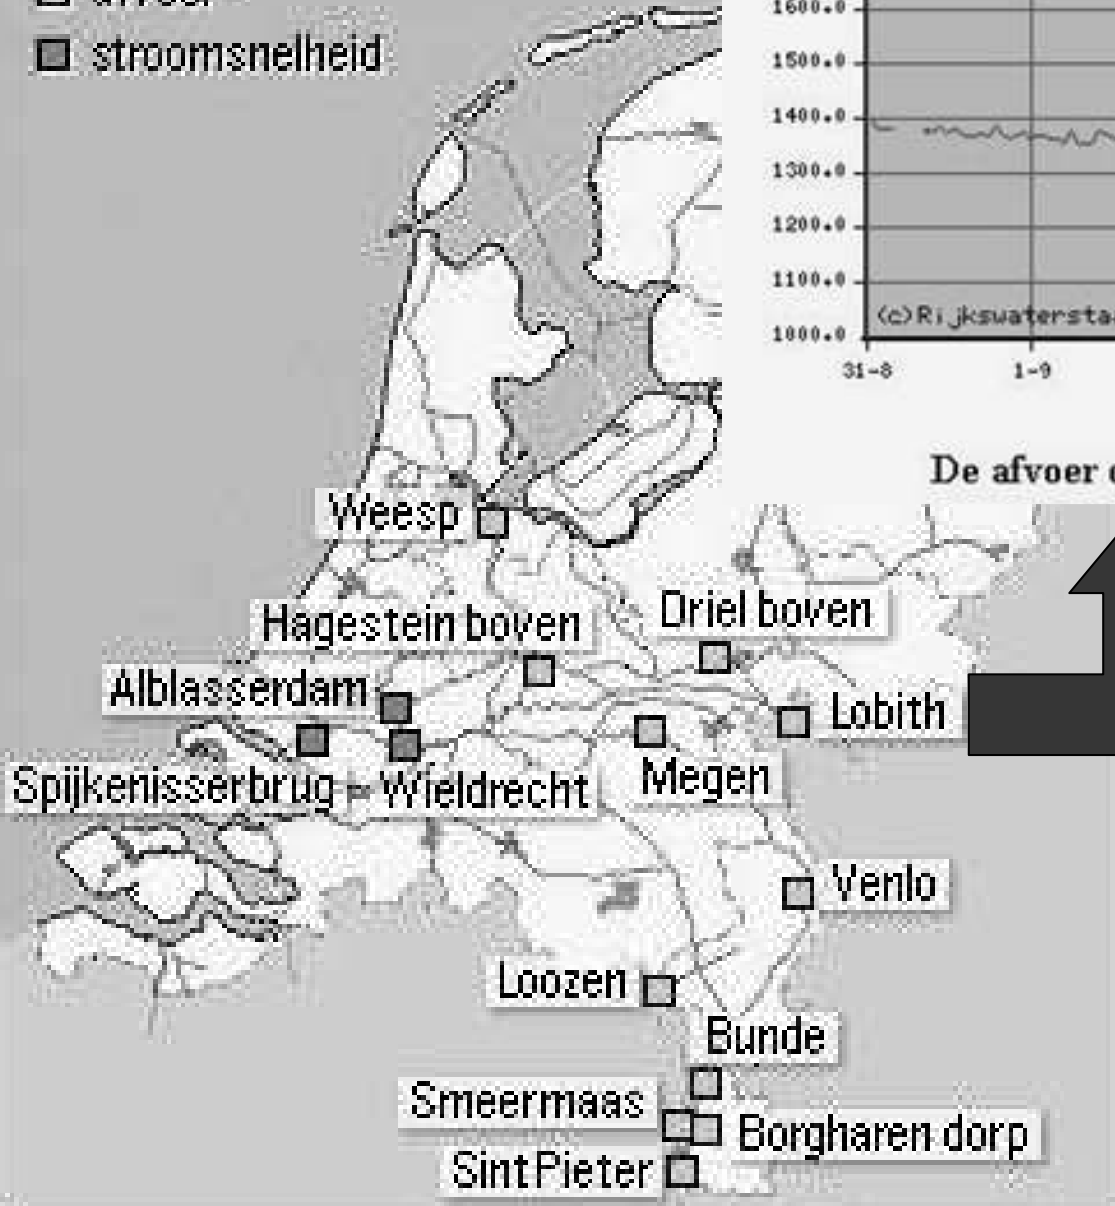 stroomsnelheid
1600.0
1500.0
1400.0
1300.0
1200.0
1100.0
1000.0
(c)Rijkswatersta
31-8
1-9
De afvoer
Weesp
Hagestein boven
Driel boven
Alblasserdam
Lobith
Spijkenisserbrug
Wieldrecht
Megen
Venlo
Loozen
Bunde
Smeermaas
Borgharen dorp
Sint Pieter